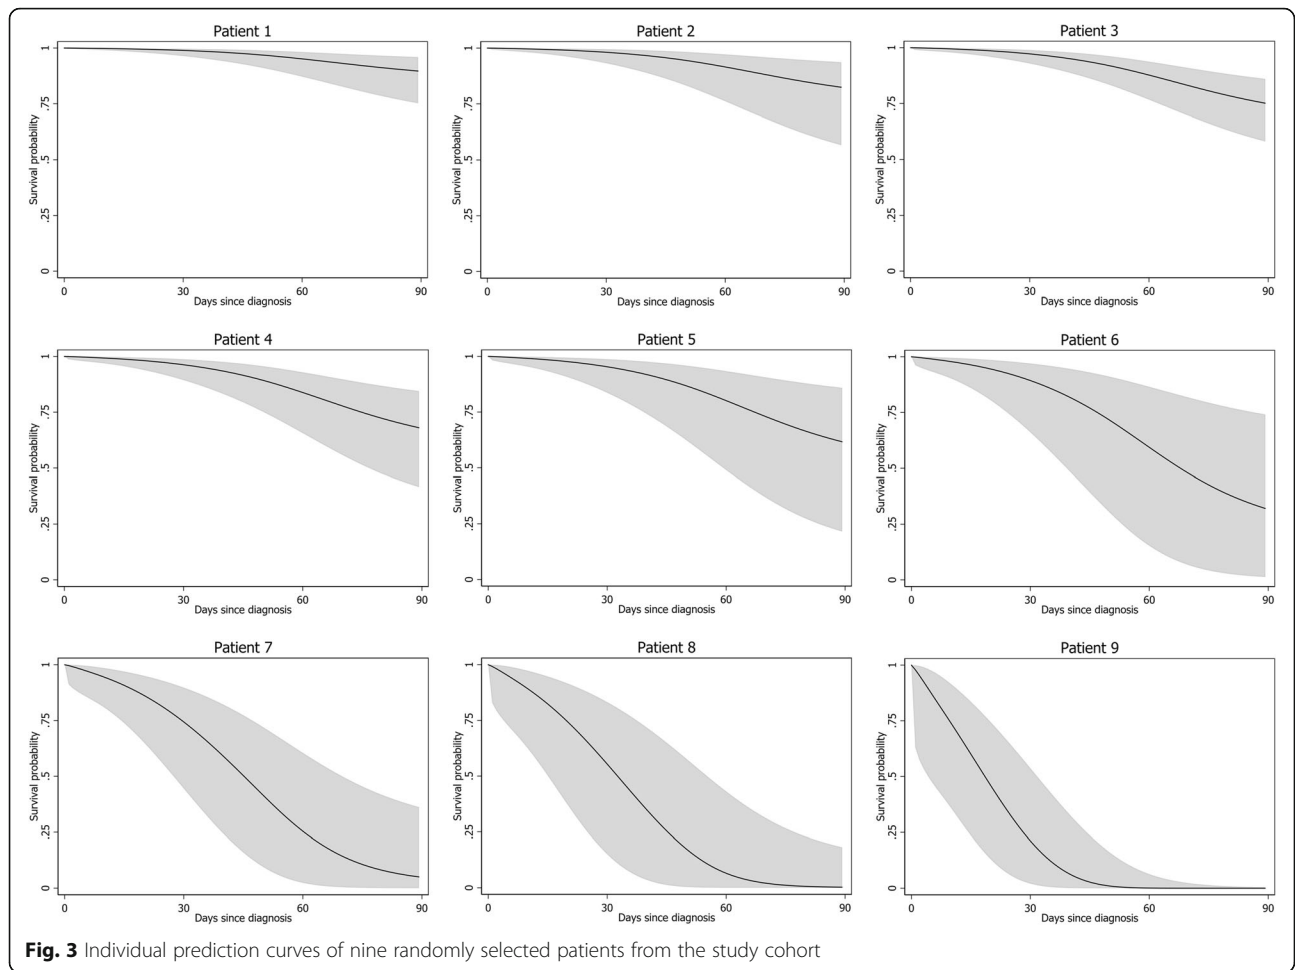 Patient 1
Patient 2
Patient 3
Survival probability
1
.75
.5
.25
0
0
30
60
90
Days since diagnosis
Survival probability
1
.75
.5
.25
0
0
30
60
90
Days since diagnosis
Survival probability
1
.75
.5
.25
0
0
30
60
90
Days since diagnosis
Patient 4
Patient 5
Patient 6
Survival probability
1
.75
.5
.25
0
0
30
60
90
Days since diagnosis
Survival probability
1
.75
.5
.25
0
0
30
60
90
Days since diagnosis
Survival probability
1
.75
.5
.25
0
0
30
60
90
Days since diagnosis
Patient 7
Patient 8
Patient 9
Survival probability
1
.75
.5
.25
0
0
30
60
90
Days since diagnosis
Survival probability
1
.75
.5
.25
0
0
30
60
90
Days since diagnosis
Survival probability
1
.75
.5
.25
0
0
30
60
90
Days since diagnosis
Fig. 3 Individual prediction curves of nine randomly selected patients from the study cohort